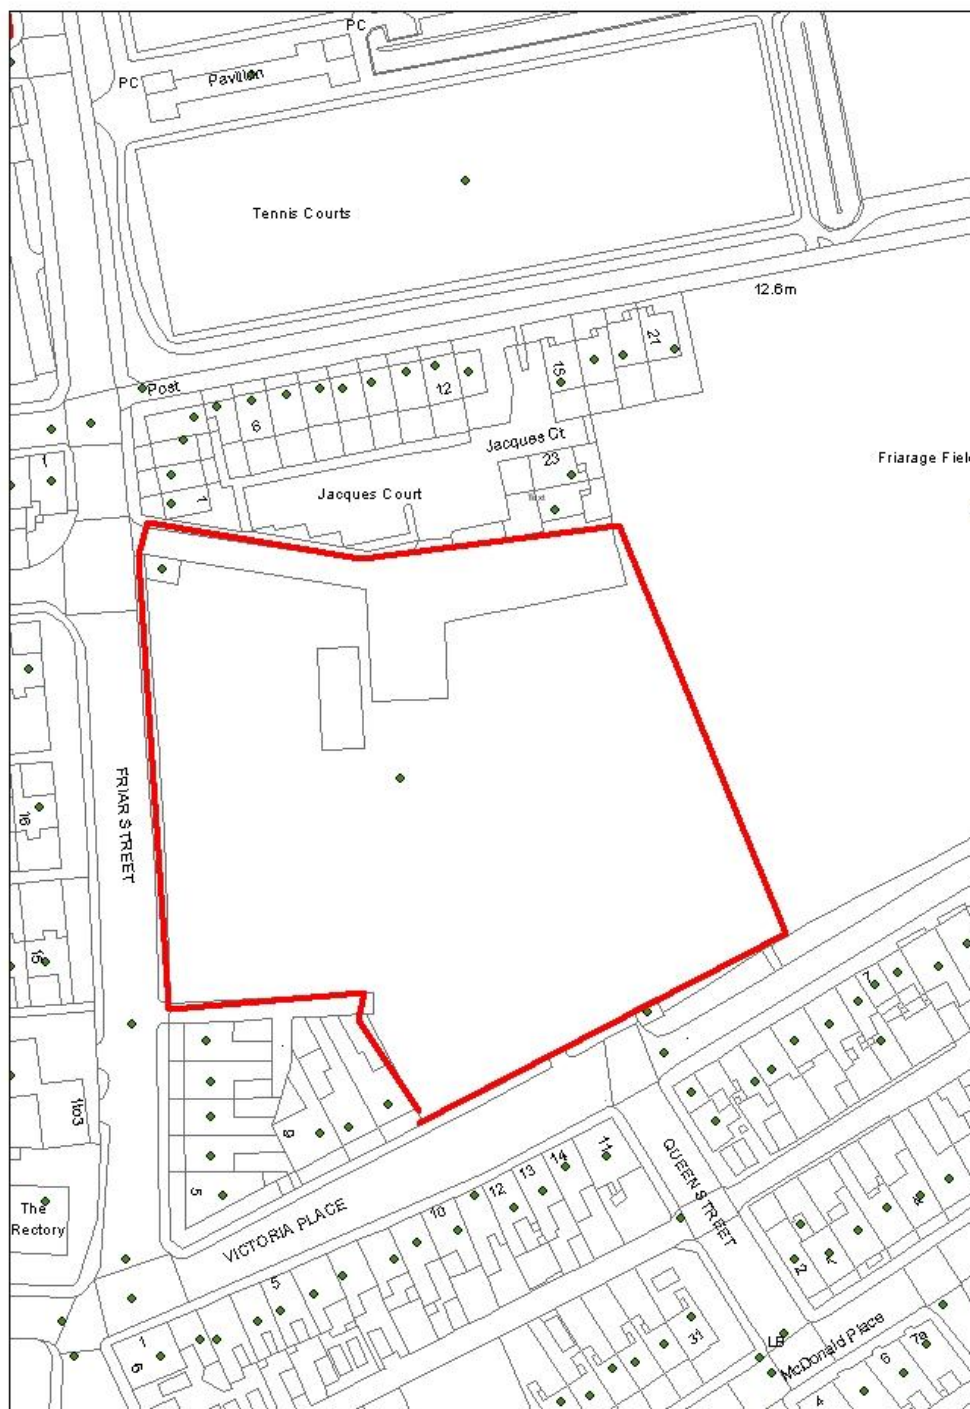 PC
PC
Pavilion
Tennis Courts
12.6m
21
18
Post
12
6
Jacques Ct
23
Friarage Field
1
Jacques Court
1
FRIAR STREET
16
15
7
1to3
9
5
The
Rectory
VICTORIA PLACE
QUEEN STREET
11
14
13
12
10
5
1
6
2
4
31
LB
McDonald Place
7a
6
4